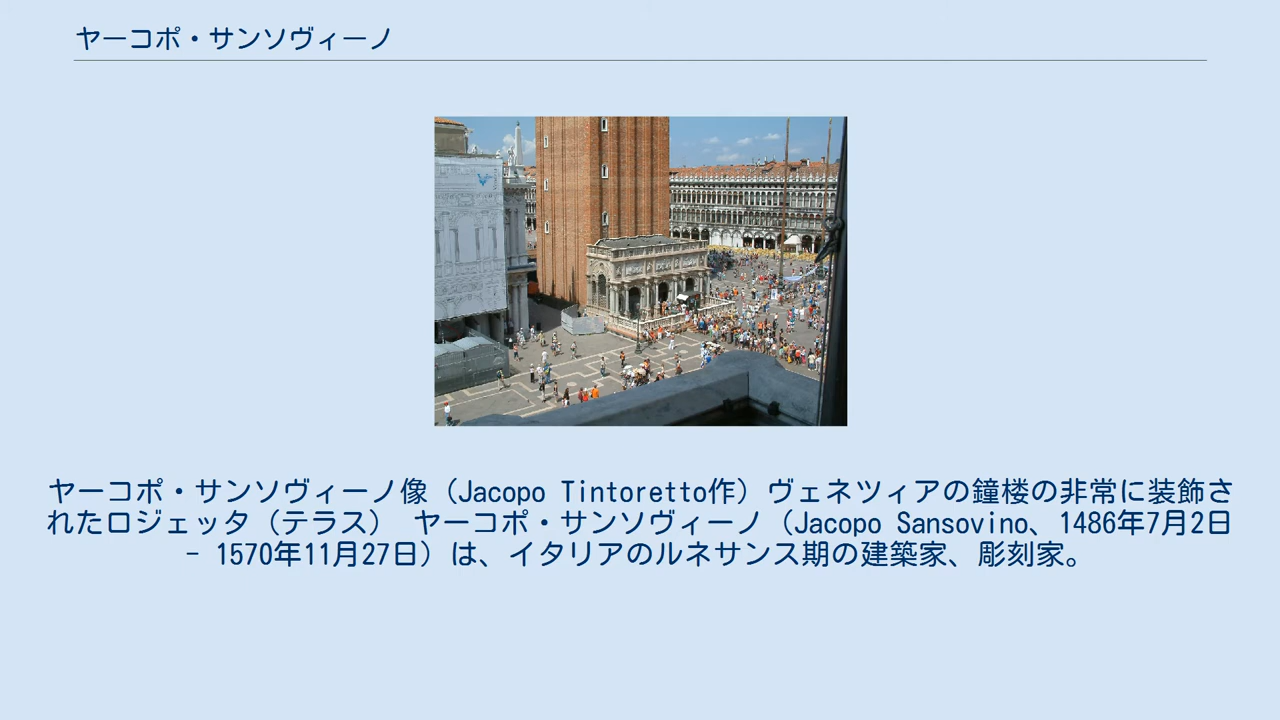 ヤーコポ・サンソヴィーノ
ヤーコポ・サンソヴィーノ像（Jacopo Tintoretto作）ヴェネツィアの鐘楼の非常に装飾さ
れたロジェッタ（テラス） ヤーコポ・サンソヴィーノ（Jacopo Sansovino、1486年7月2日
- 1570年11月27日）は、イタリアのルネサンス期の建築家、彫刻家。